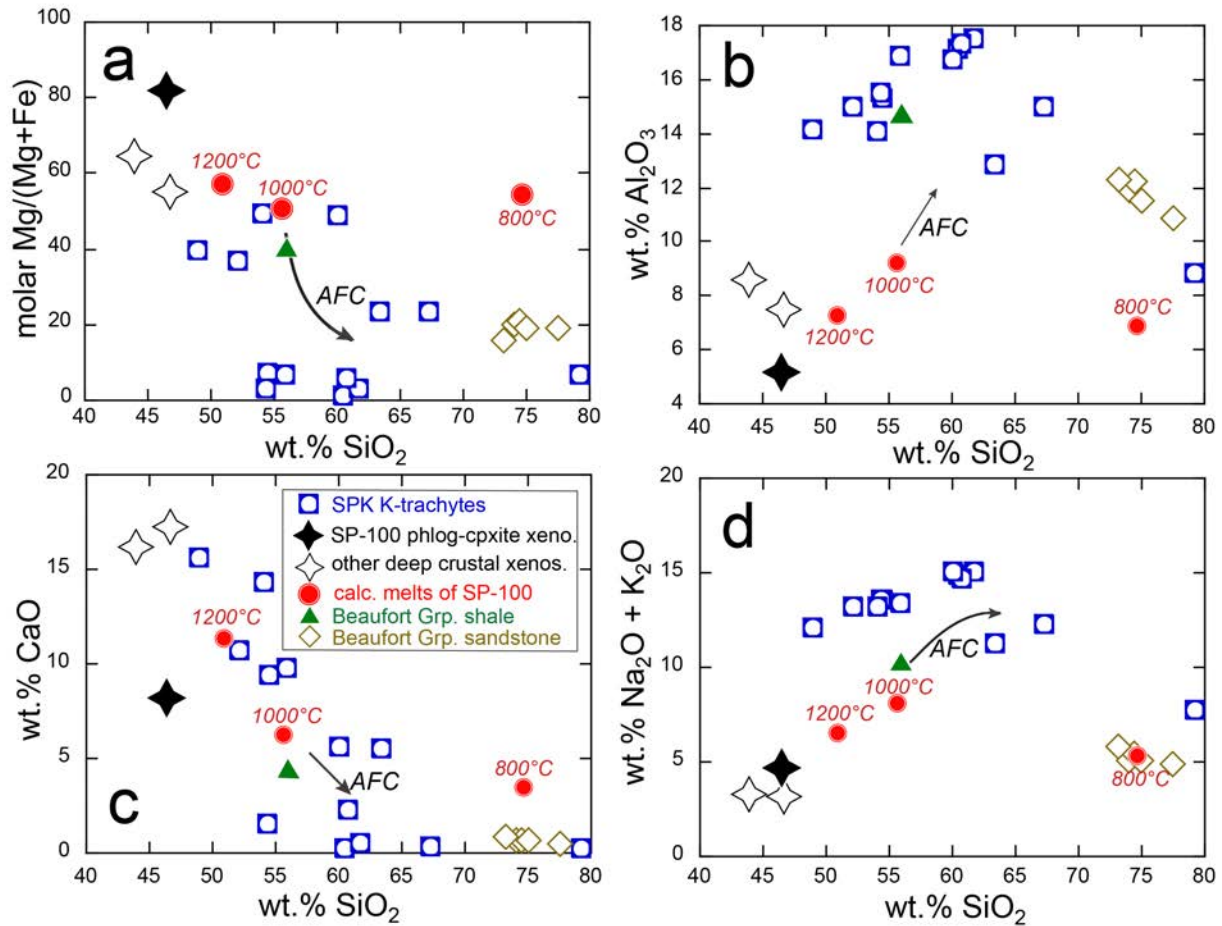 a
molar Mg/(Mg+Fe)
100
80
60
40
20
0
1200°C
1000°C
800°C
AFC
40 45 50 55 60 65 70 75 80
wt.% SiO₂
b
wt.% Al₂O₃
18
16
14
12
10
8
6
4
AFC
1000°C
1200°C
800°C
40 45 50 55 60 65 70 75 80
wt.% SiO₂
c
wt.% CaO
20
15
10
5
0
SPK K-trachytes
SP-100 phlog-cpxite xeno.
other deep crustal xenos.
calc. melts of SP-100
Beaufort Grp. shale
Beaufort Grp. sandstone
1200°C
1000°C
AFC
800°C
40 45 50 55 60 65 70 75 80
wt.% SiO₂
d
wt.% Na₂O + K₂O
20
15
10
5
0
AFC
1000°C
1200°C
800°C
40 45 50 55 60 65 70 75 80
wt.% SiO₂